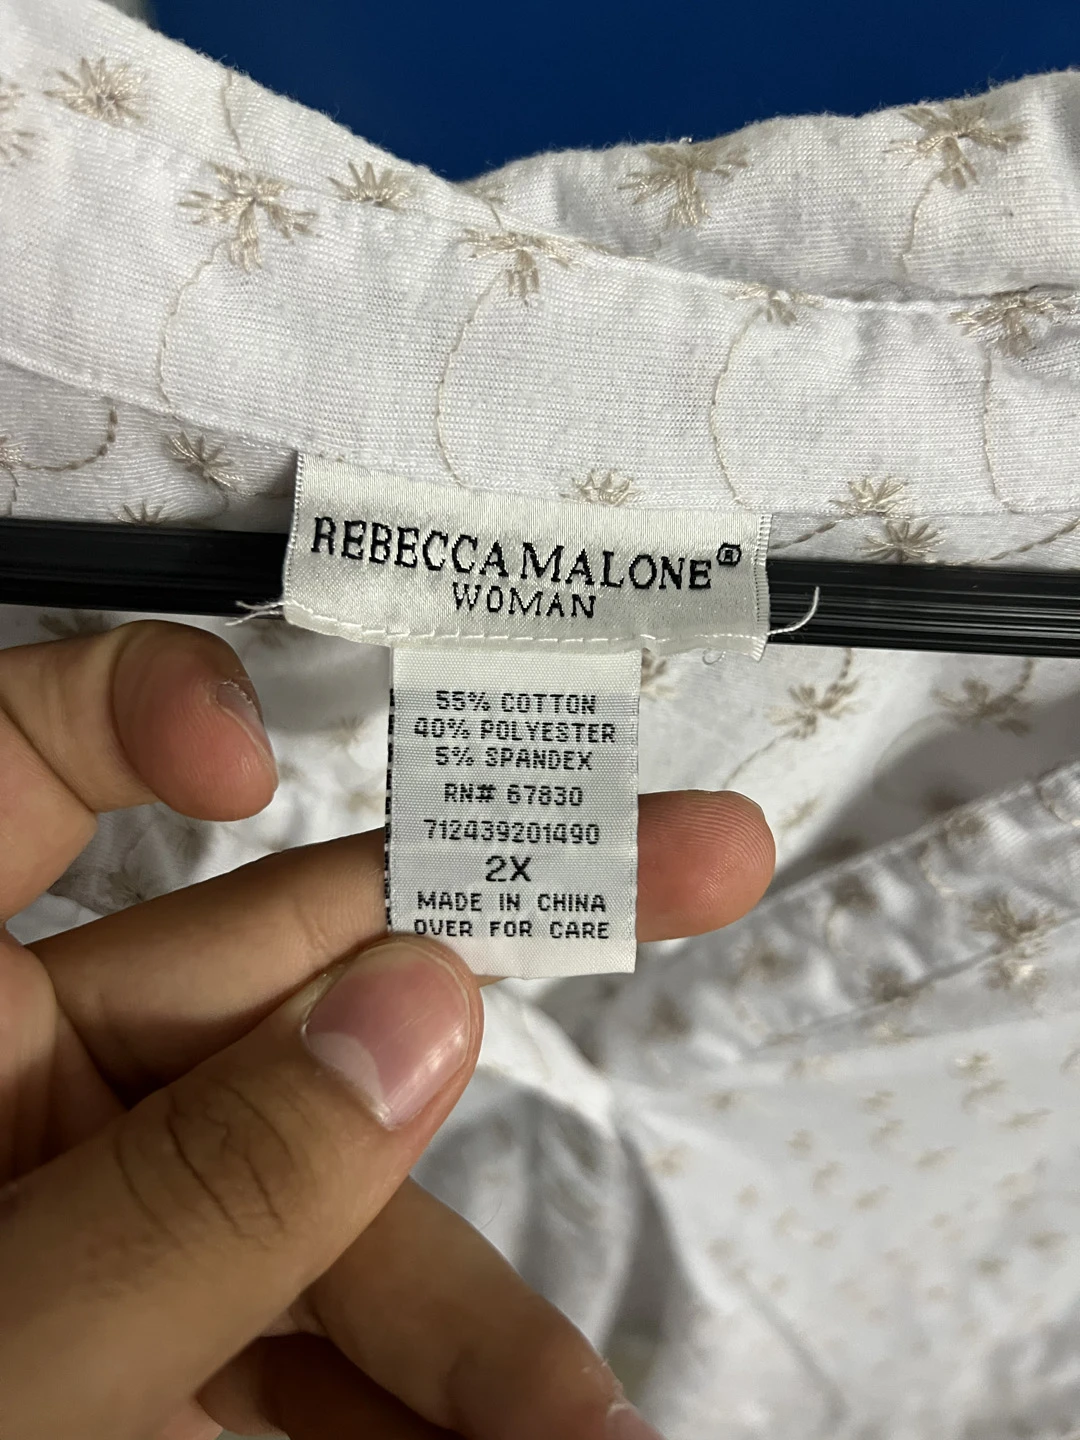 REBECCA MALONE®
WOMAN
55% COTTON
40% POLYESTER
5% SPANDEX
RN# 67830
712439201490
2X
MADE IN CHINA
OVER FOR CARE